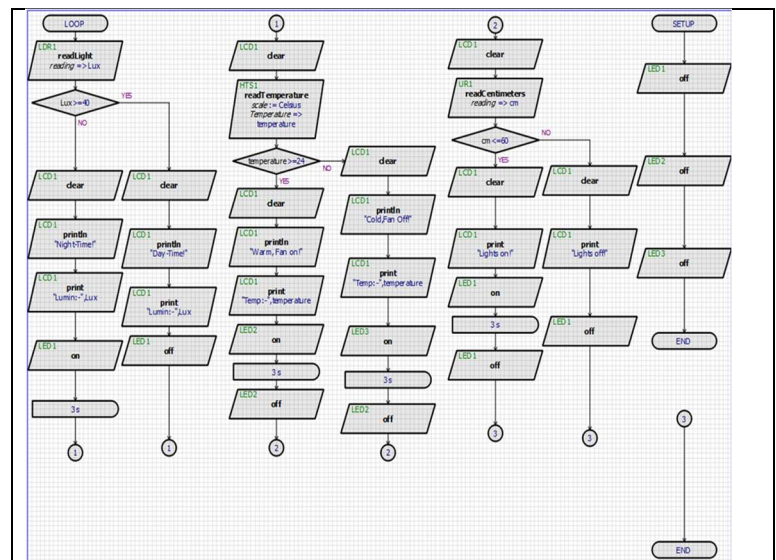 LOOP
LDR1
readLight
reading => Lux
Lux>=40
YES
NO
LCD1
clear
LCD1
println
"Night-Time!"
LCD1
print
"Lumin:-",Lux
LED1
on
3 s
1
LCD1
clear
LCD1
println
"Day-Time!"
LCD1
print
"Lumin:-",Lux
LED1
off
1
1
LCD1
clear
HTS1
readTemperature
scale := Celsius
Temperature =>
temperature
temperature>=24
NO
YES
LCD1
clear
LCD1
println
"Warm, Fan on!"
LCD1
print
"Temp:-",temperature
LED2
on
3 s
LED2
off
2
LCD1
clear
LCD1
println
"Cold,Fan Off!"
LCD1
print
"Temp:-",temperature
LED3
on
3 s
LED2
off
2
2
LCD1
clear
UR1
readCentimeters
reading => cm
cm <=60
NO
YES
LCD1
clear
LCD1
print
"Lights on!"
LED1
on
3 s
LED1
off
3
LCD1
clear
LCD1
print
"Lights off!"
LED1
off
3
SETUP
LED1
off
LED2
off
LED3
off
END
3
END